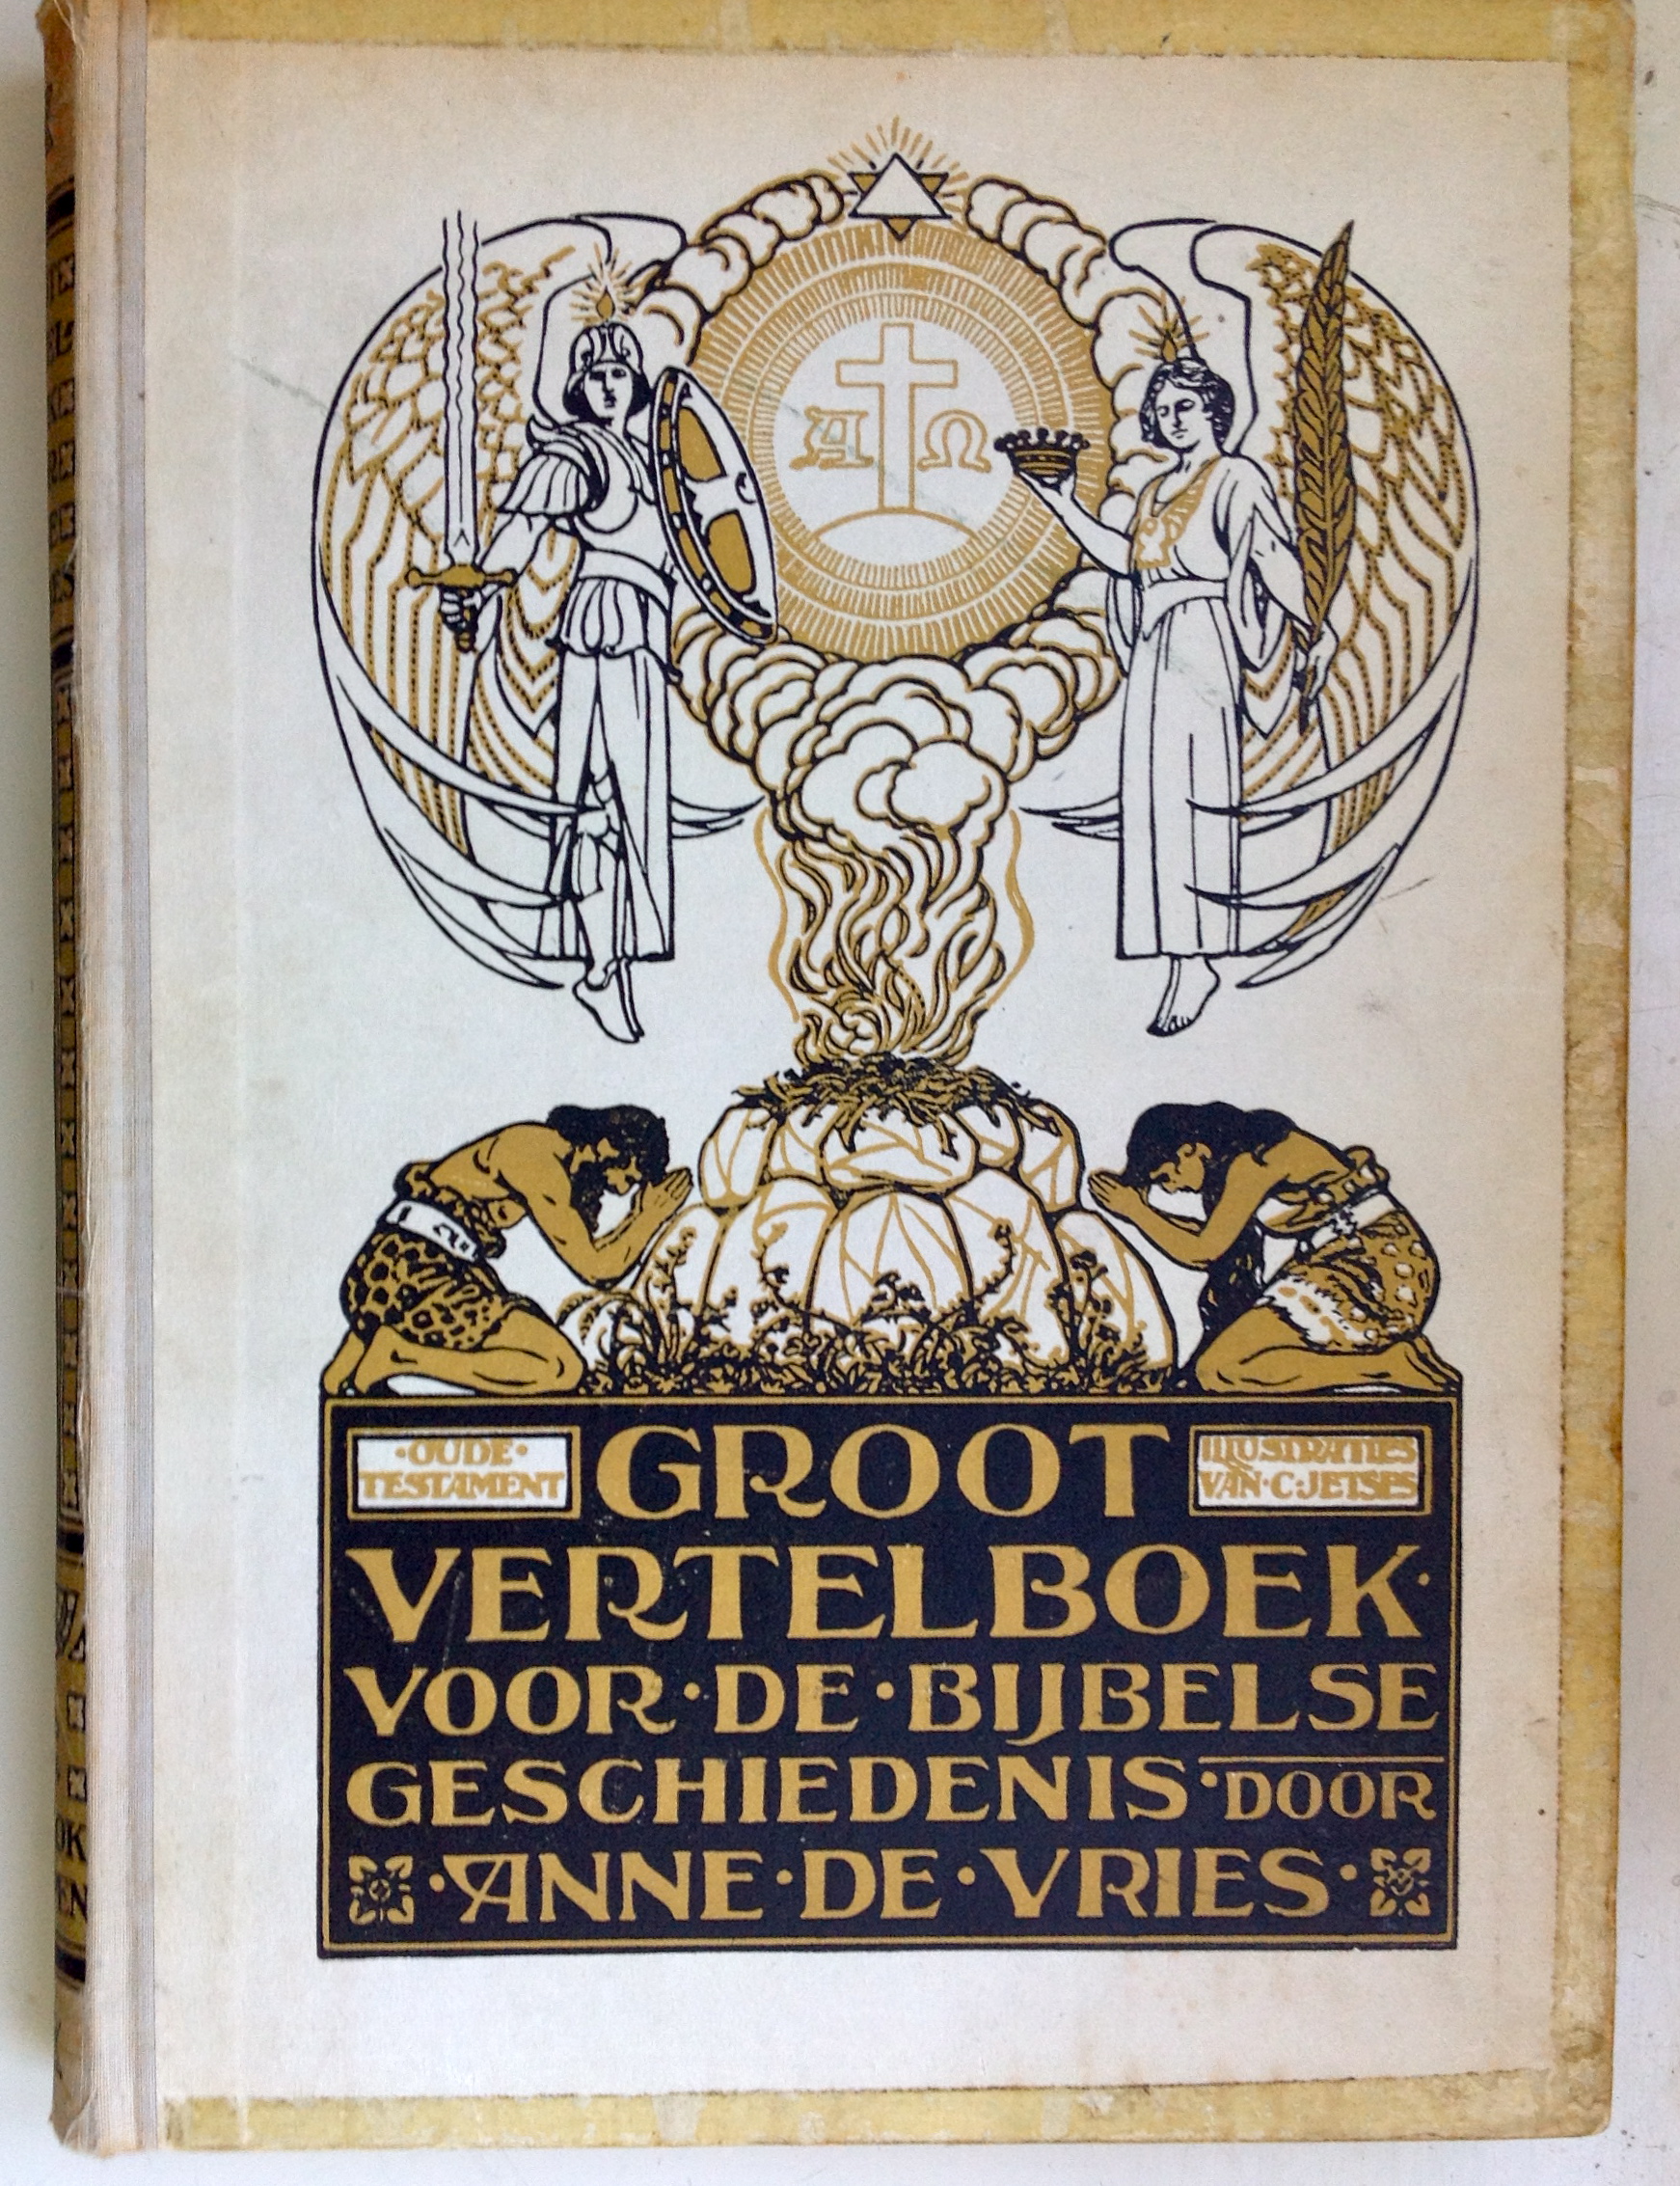 A Ω
·OUDE·
TESTAMENT
GROOT
ILLUSTRATIES
VAN·C·JETSES
VERTELBOEK·
VOOR·DE·BIJBELSE
GESCHIEDENIS·DOOR
·ANNE·DE·VRIES·